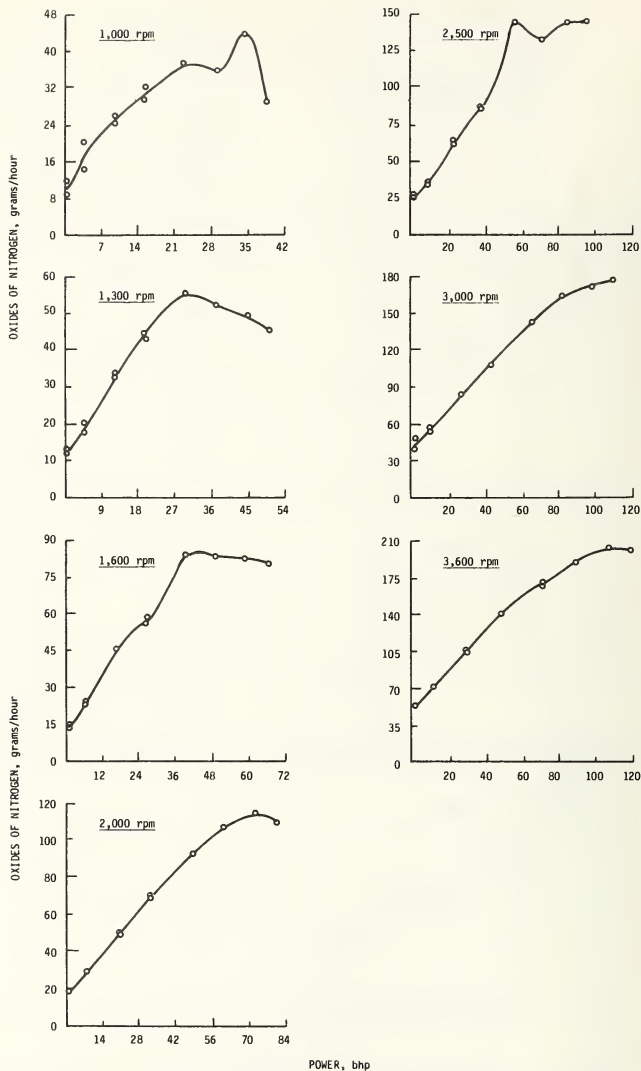 OXIDES OF NITROGEN, grams/hour
1,000 rpm
48
40
32
24
16
8
0
7 14 21 28 35 42
2,500 rpm
150
125
100
75
50
25
0
20 40 60 80 100 120
1,300 rpm
60
50
40
30
20
10
0
9 18 27 36 45 54
3,000 rpm
180
150
120
90
60
30
0
20 40 60 80 100 120
OXIDES OF NITROGEN, grams/hour
1,600 rpm
90
75
60
45
30
15
0
12 24 36 48 60 72
3,600 rpm
210
175
140
105
70
35
0
20 40 60 80 100 120
2,000 rpm
120
100
80
60
40
20
0
14 28 42 56 70 84
POWER, bhp